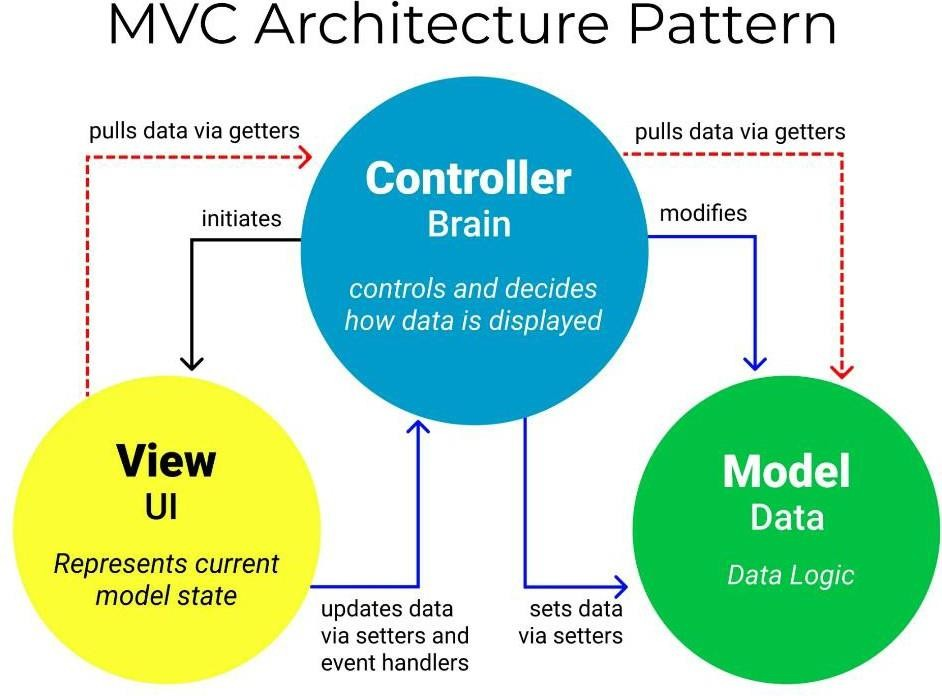 MVC Architecture Pattern
pulls data via getters
pulls data via getters
Controller
Brain
controls and decides
how data is displayed
initiates
modifies
View
UI
Represents current
model state
Model
Data
Data Logic
updates data
via setters and
event handlers
sets data
via setters